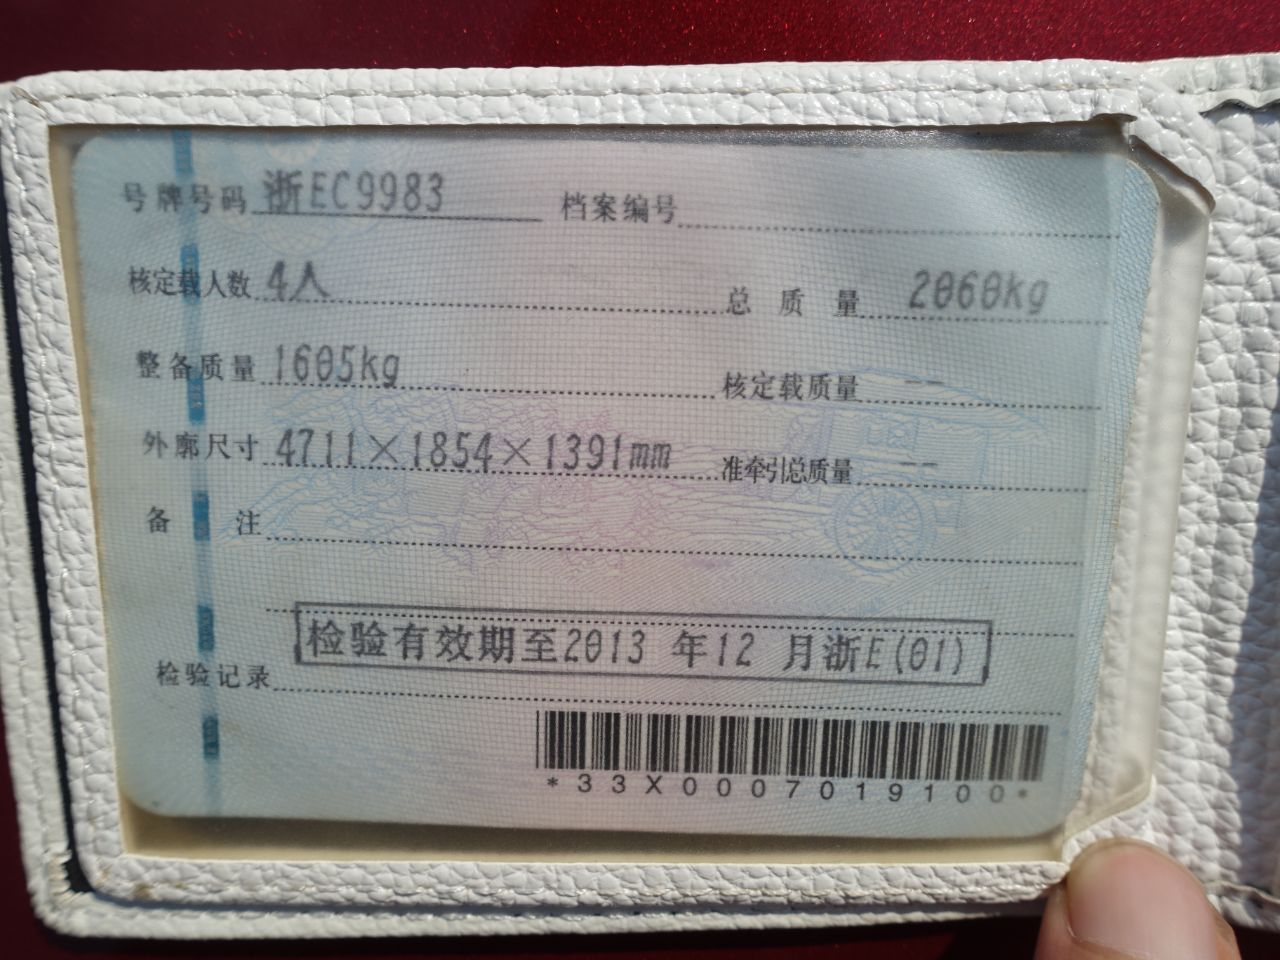 号牌号码 浙EC9983 档案编号
核定载人数 4人 总质量 2060kg
整备质量 1605kg 核定载质量 --
外廓尺寸 4711×1854×1391mm 准牵引总质量 --
备注
检验有效期至2013年12月浙E(01)
检验记录
*33X0007019100*